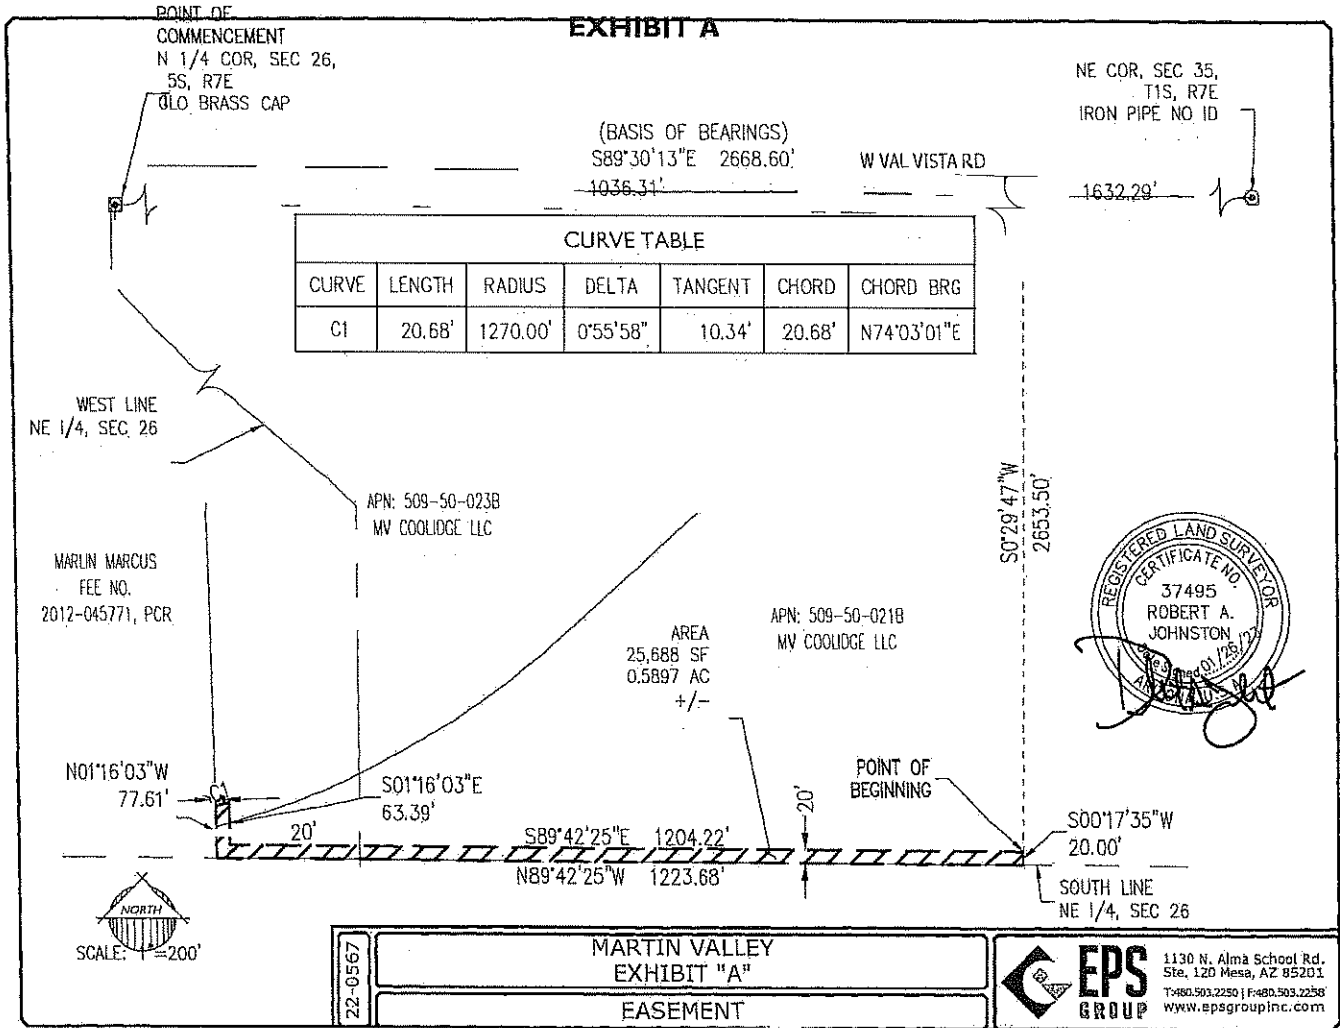 EXHIBIT A
POINT OF
COMMENCEMENT
N 1/4 COR, SEC 26,
5S, R7E
GLO BRASS CAP
NE COR, SEC 35,
T1S, R7E
IRON PIPE NO ID
(BASIS OF BEARINGS)
S89°30'13"E 2668.60'
1036.31'
W VAL VISTA RD
1632.29'
CURVE TABLE
CURVE LENGTH RADIUS DELTA TANGENT CHORD CHORD BRG
C1 20.68' 1270.00' 0°55'58" 10.34' 20.68' N74°03'01"E
WEST LINE
NE 1/4, SEC 26
APN: 509-50-023B
MV COOLIDGE LLC
S0°29'47"W
2653.50'
MARLIN MARCUS
FEE NO.
2012-045771, PCR
REGISTERED LAND SURVEYOR
CERTIFICATE NO.
37495
ROBERT A.
JOHNSTON
Date Signed 01/26/23
ARIZONA, U.S.A.
AREA
25,688 SF
0.5897 AC
+/-
APN: 509-50-021B
MV COOLIDGE LLC
N01°16'03"W
77.61'
C1
S01°16'03"E
63.39'
POINT OF
BEGINNING
20'
20'
S89°42'25"E 1204.22'
N89°42'25"W 1223.68'
S00°17'35"W
20.00'
SOUTH LINE
NE 1/4, SEC 26
NORTH
SCALE: 1"=200'
22-0567
MARTIN VALLEY
EXHIBIT "A"
EASEMENT
EPS
GROUP
1130 N. Alma School Rd.
Ste. 120 Mesa, AZ 85201
T:480.503.2250 | F:480.503.2258
www.epsgroupinc.com